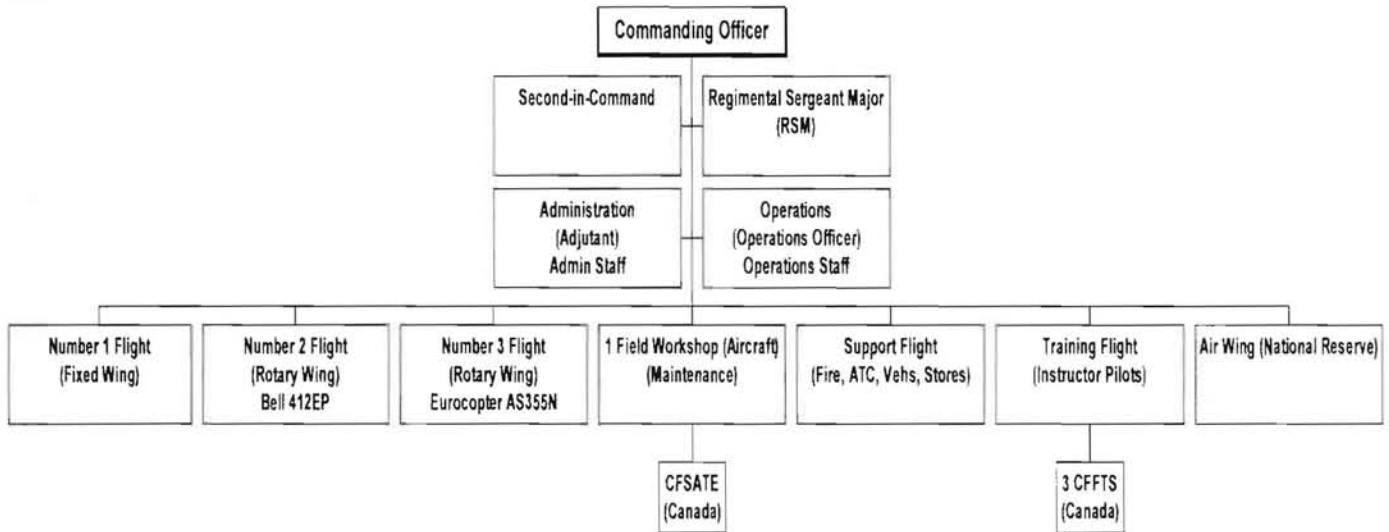 Commanding Officer
Second-in-Command
Regimental Sergeant Major
(RSM)
Administration
(Adjutant)
Admin Staff
Operations
(Operations Officer)
Operations Staff
Number 1 Flight
(Fixed Wing)
Number 2 Flight
(Rotary Wing)
Bell 412EP
Number 3 Flight
(Rotary Wing)
Eurocopter AS355N
1 Field Workshop (Aircraft)
(Maintenance)
Support Flight
(Fire, ATC, Vehs, Stores)
Training Flight
(Instructor Pilots)
Air Wing (National Reserve)
CFSATE
(Canada)
3 CFFTS
(Canada)